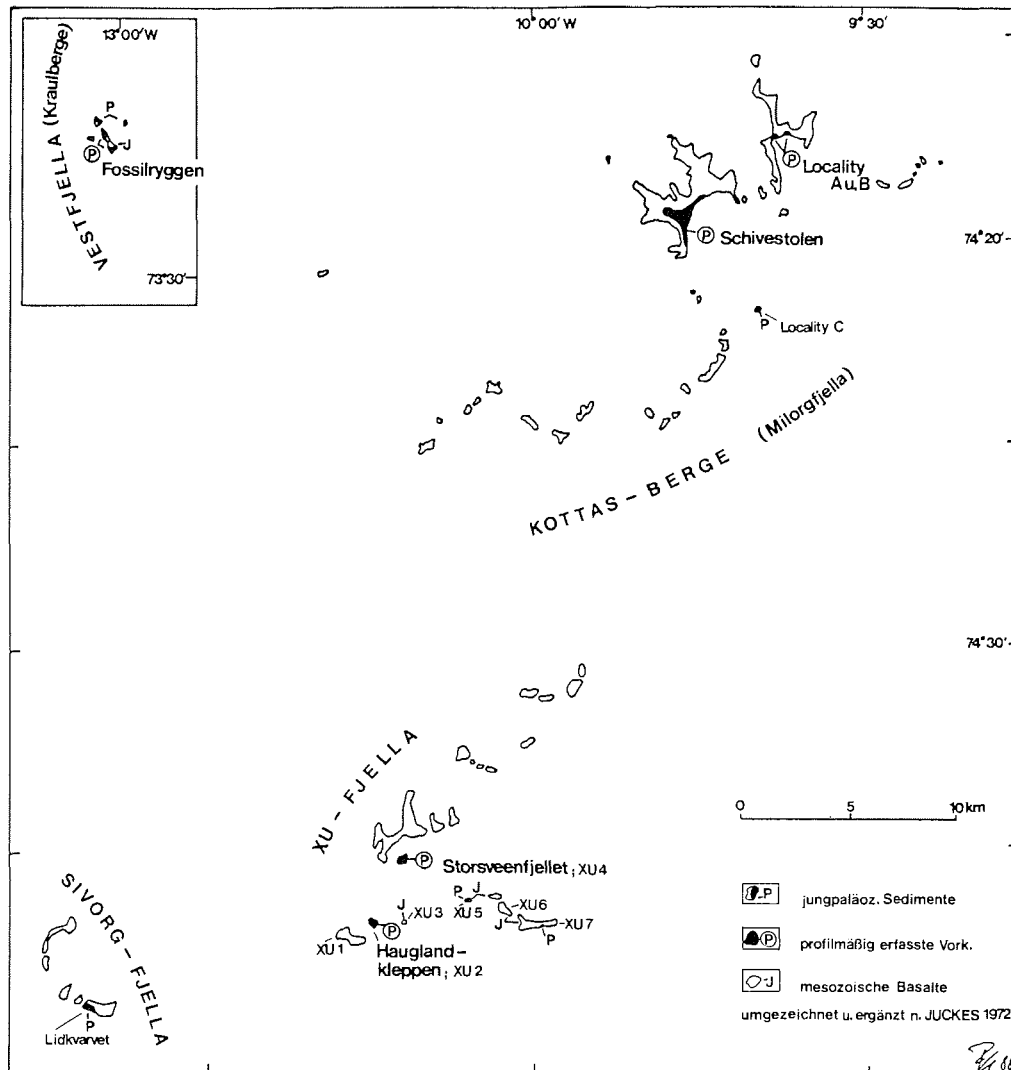 13°00'W
10°00'W
9°30'
VESTFJELLA (Kraulberge)
P
J
P
Fossilryggen
73°30'
P
Locality
A u, B
P
Schivestolen
74°20'
P
Locality C
KOTTAS – BERGE (Milorgfjella)
74°30'
XU – FJELLA
0 5 10 km
P
Storsveenfjellet ; XU4
P
J
XU5
XU6
J
XU3
J
XU7
P
XU1
P
Haugland–
kleppen ; XU2
SIVORG – FJELLA
P
Lidkvarvet
P
jungpaläoz. Sedimente
P
profilmäßig erfasste Vork.
J
mesozoische Basalte
umgezeichnet u. ergänzt n. JUCKES 1972